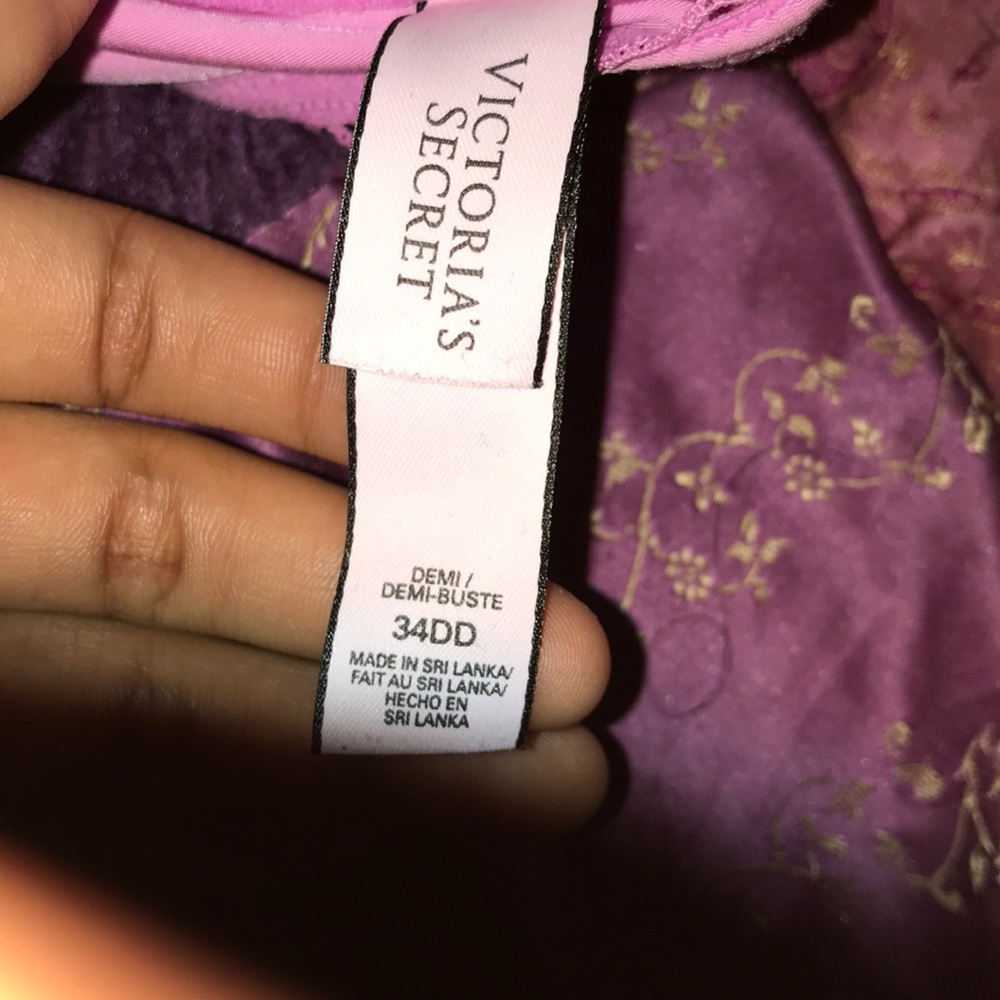 VICTORIA'S
SECRET
DEMI /
DEMI-BUSTE
34DD
MADE IN SRI LANKA/
FAIT AU SRI LANKA/
HECHO EN
SRI LANKA